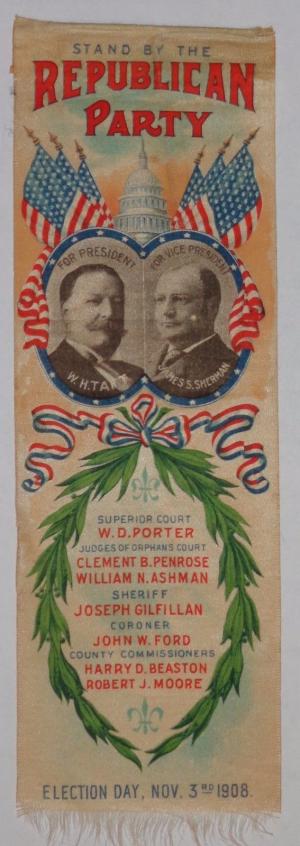 STAND BY THE
REPUBLICAN
PARTY
FOR PRESIDENT
FOR VICE PRESIDENT
W. H. TAFT
JAMES S. SHERMAN
SUPERIOR COURT
W. D. PORTER
JUDGES OF ORPHANS COURT
CLEMENT B. PENROSE
WILLIAM N. ASHMAN
SHERIFF
JOSEPH GILFILLAN
CORONER
JOHN W. FORD
COUNTY COMMISSIONERS
HARRY D. BEASTON
ROBERT J. MOORE
ELECTION DAY, NOV. 3RD 1908.